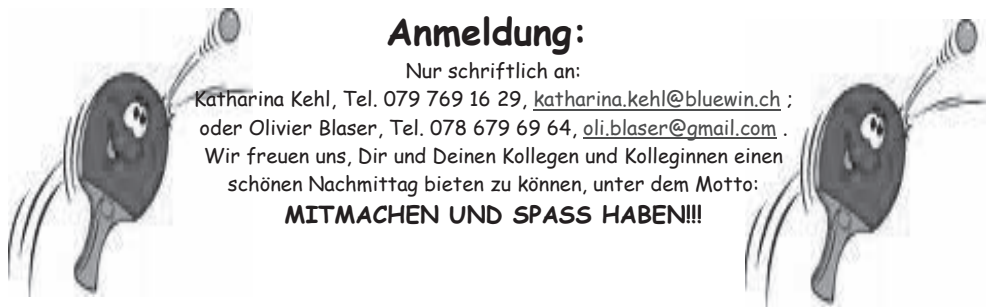 Anmeldung:
Nur schriftlich an:
Katharina Kehl, Tel. 079 769 16 29, katharina.kehl@bluewin.ch ;
oder Olivier Blaser, Tel. 078 679 69 64, oli.blaser@gmail.com .
Wir freuen uns, Dir und Deinen Kollegen und Kolleginnen einen
schönen Nachmittag bieten zu können, unter dem Motto:
MITMACHEN UND SPASS HABEN!!!